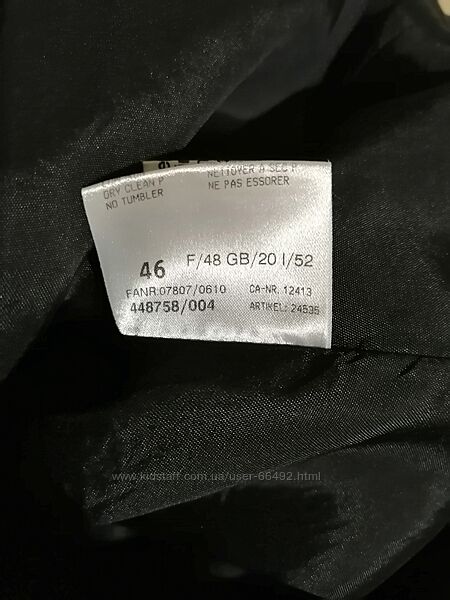 DRY CLEAN P
NO TUMBLER
NETTOYER A SEC P
NE PAS ESSORER
46 F/48 GB/20 I/52
FANR:07807/0610 CA-NR. 12413
448758/004 ARTIKEL: 24535
www.kidstaff.com.ua/user-66492.html